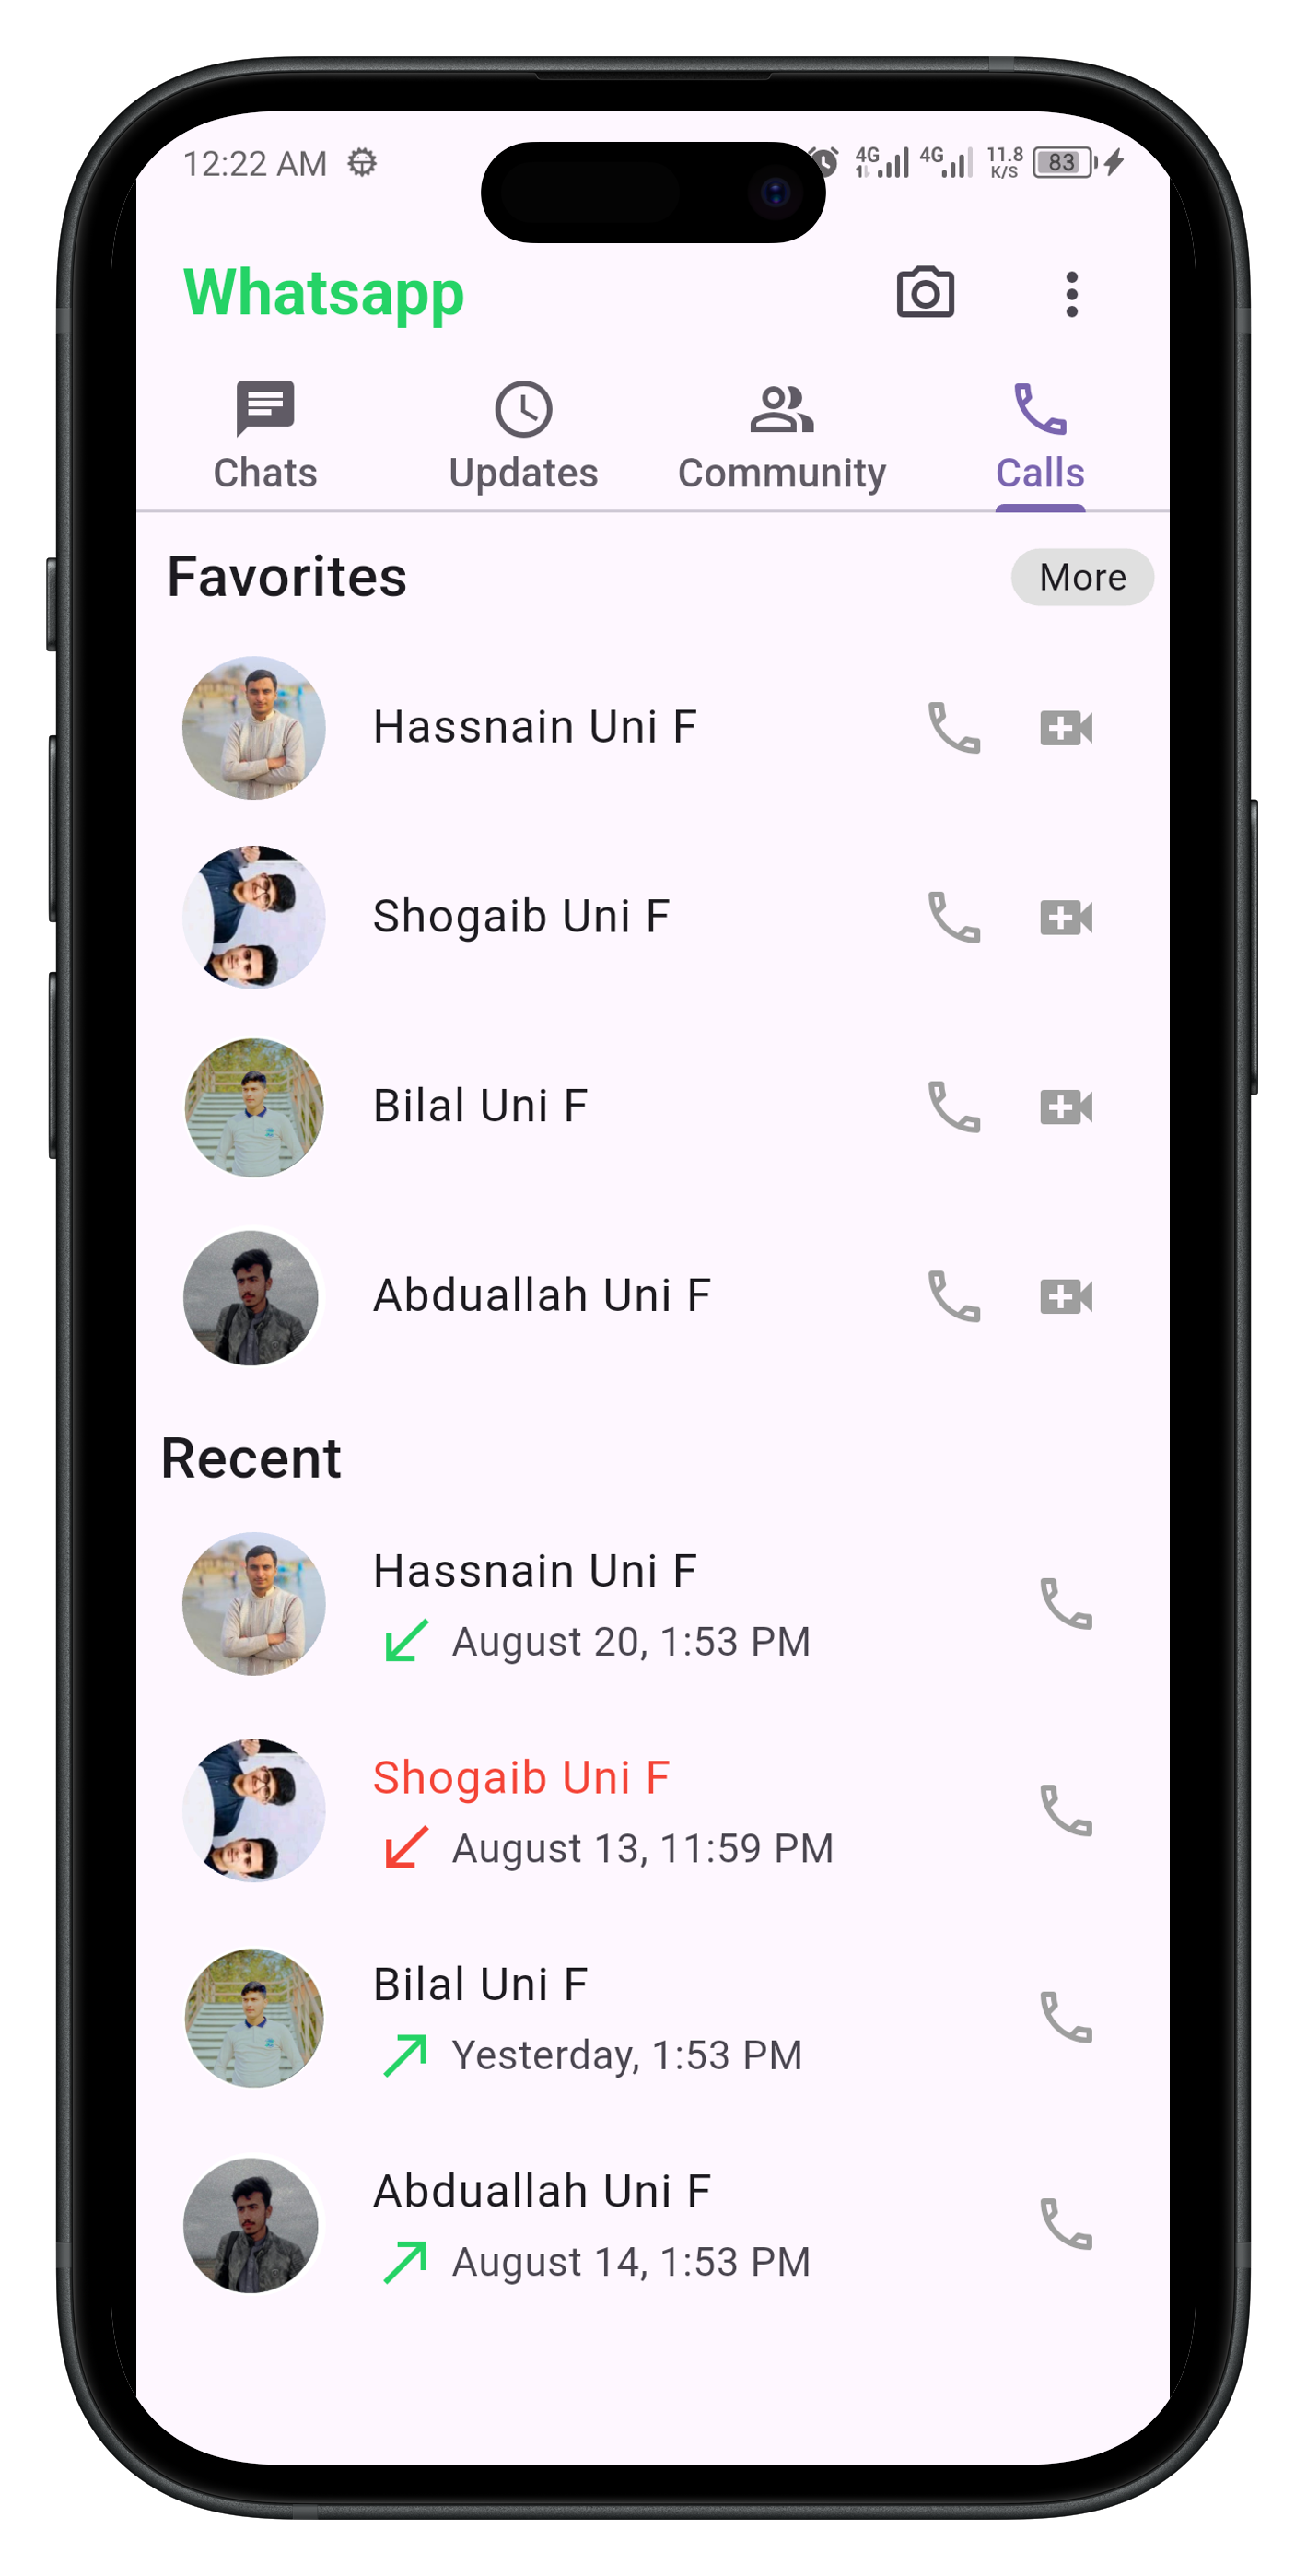 12:22 AM 4G 4G 11.8 K/S 83
Whatsapp
Chats Updates Community Calls
Favorites More
Hassnain Uni F
Shogaib Uni F
Bilal Uni F
Abduallah Uni F
Recent
Hassnain Uni F
August 20, 1:53 PM
Shogaib Uni F
August 13, 11:59 PM
Bilal Uni F
Yesterday, 1:53 PM
Abduallah Uni F
August 14, 1:53 PM